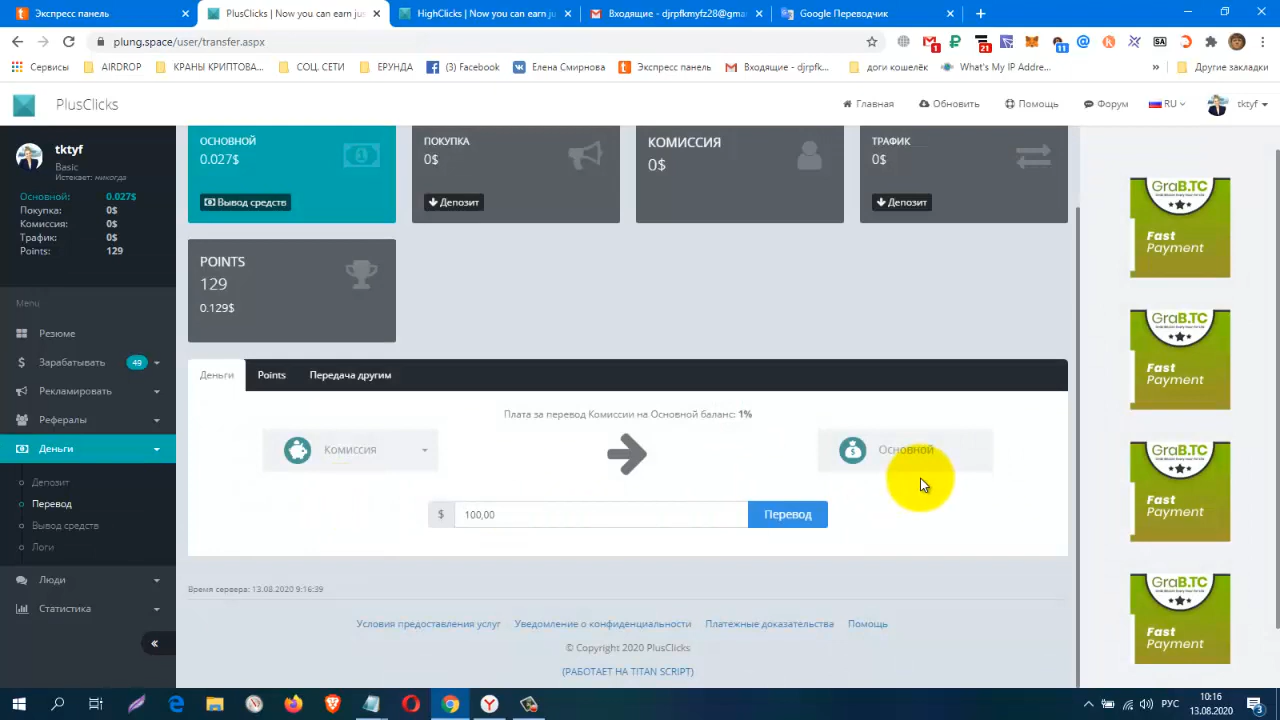 Экспресс панель
PlusClicks | Now you can earn jus
HighClicks | Now you can earn ju
Входящие - djrpfkmyfz28@gmai
Google Переводчик
plung.space/user/transfer.aspx
Сервисы
AIRDROP
КРАНЫ КРИПТОВА...
СОЦ. СЕТИ
ЕРУНДА
(3) Facebook
Елена Смирнова
Экспресс панель
Входящие - djrpfk...
доги кошелёк
What's My IP Addre...
»
Другие закладки
PlusClicks
Главная
Обновить
Помощь
Форум
RU
tktyf
tktyf
Basic
Истекает: никогда
Основной: 0.027$
Покупка: 0$
Комиссия: 0$
Трафик: 0$
Points: 129
Menu
Резюме
Зарабатывать 49
Рекламировать
Рефералы
Деньги
Депозит
Перевод
Вывод средств
Логи
Люди
Статистика
«
ОСНОВНОЙ
0.027$
Вывод средств
ПОКУПКА
0$
Депозит
КОМИССИЯ
0$
ТРАФИК
0$
Депозит
POINTS
129
0.129$
Деньги
Points
Передача другим
Плата за перевод Комиссии на Основной баланс: 1%
Комиссия
Основной
$ 100,00
Перевод
Время сервера: 13.08.2020 9:16:39
Условия предоставления услуг
Уведомление о конфиденциальности
Платежные доказательства
Помощь
© Copyright 2020 PlusClicks
(РАБОТАЕТ НА TITAN SCRIPT)
GraB.TC
Fast
Payment
GraB.TC
Fast
Payment
GraB.TC
Fast
Payment
GraB.TC
Fast
Payment
РУС
10:16
13.08.2020
3